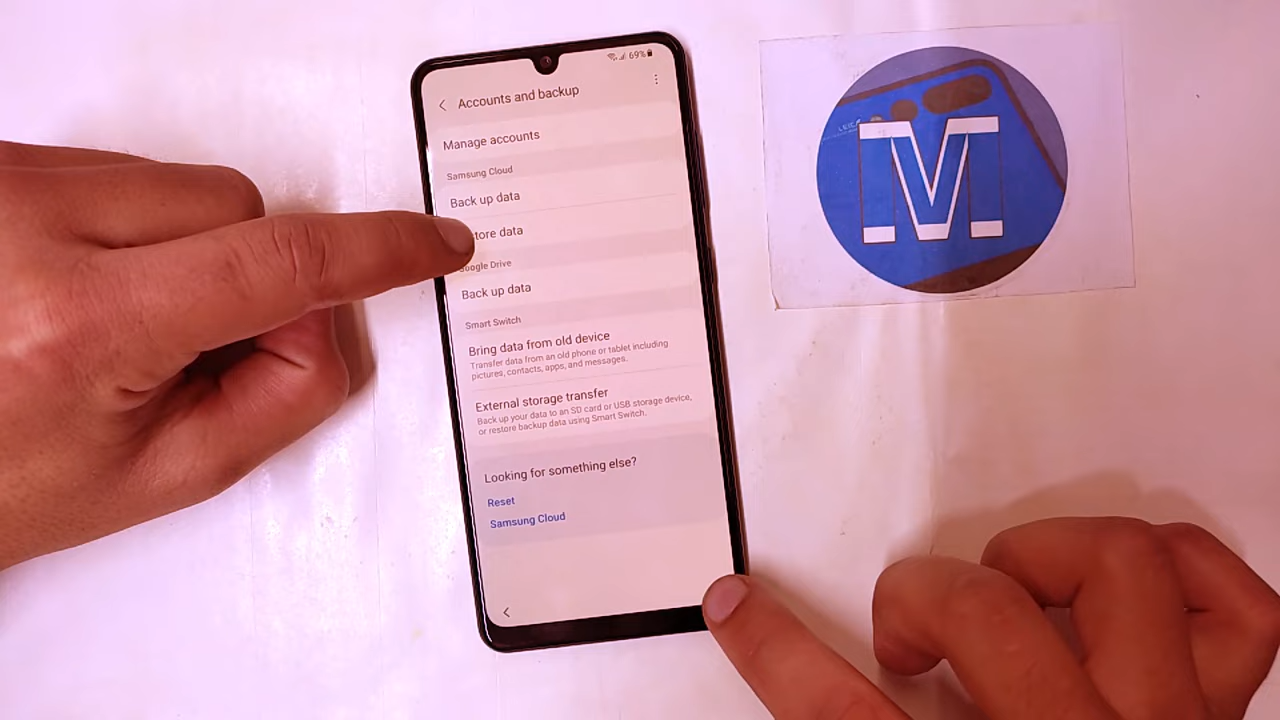 69%
Accounts and backup
Manage accounts
Samsung Cloud
Back up data
tore data
oogle Drive
Back up data
Smart Switch
Bring data from old device
Transfer data from an old phone or tablet including
pictures, contacts, apps, and messages.
External storage transfer
Back up your data to an SD card or USB storage device,
or restore backup data using Smart Switch.
Looking for something else?
Reset
Samsung Cloud
LEICA
M